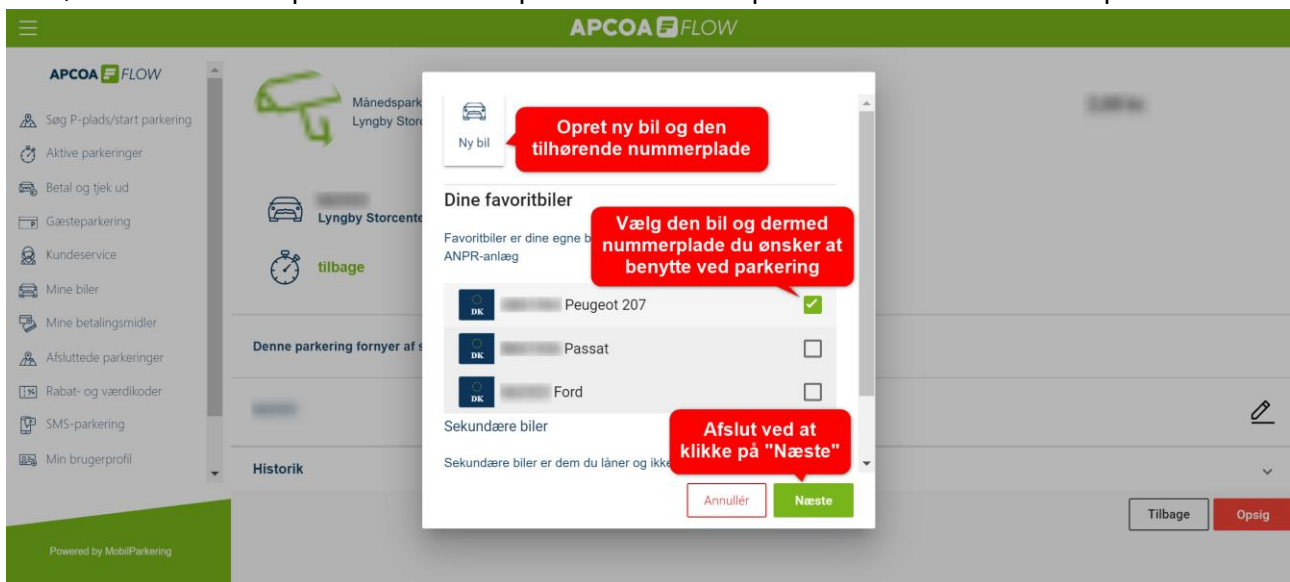 APCOA FLOW
APCOA FLOW
Søg P-plads/start parkering
Aktive parkeringer
Betal og tjek ud
Gæsteparkering
Kundeservice
Mine biler
Mine betalingsmidler
Afsluttede parkeringer
Rabat- og værdikoder
SMS-parkering
Min brugerprofil
Powered by MobilParkering
Månedspark
Lyngby Stor
Lyngby Storcente
tilbage
Denne parkering fornyer af s
Historik
Ny bil
Opret ny bil og den
tilhørende nummerplade
Dine favoritbiler
Favoritbiler er dine egne b
ANPR-anlæg
Vælg den bil og dermed
nummerplade du ønsker at
benytte ved parkering
DK Peugeot 207
DK Passat
DK Ford
Sekundære biler
Sekundære biler er dem du låner og ikke
Afslut ved at
klikke på "Næste"
Annullér Næste
Tilbage Opsig